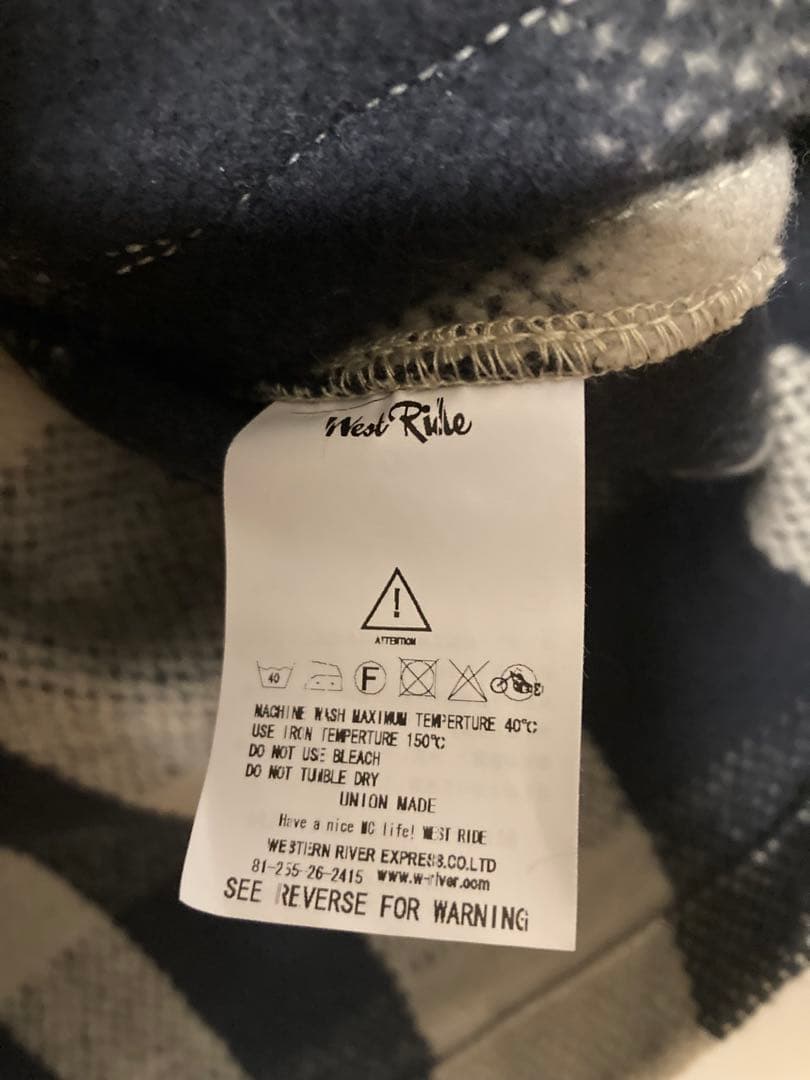 West Ride
!
ATTENTION
40 F
MACHINE WASH MAXIMUM TEMPERTURE 40℃
USE IRON TEMPERTURE 150℃
DO NOT USE BLEACH
DO NOT TUMBLE DRY
UNION MADE
Have a nice MC life! WEST RIDE
WESTERN RIVER EXPRESS.CO.LTD
81-255-26-2415 www.w-river.com
SEE REVERSE FOR WARNING